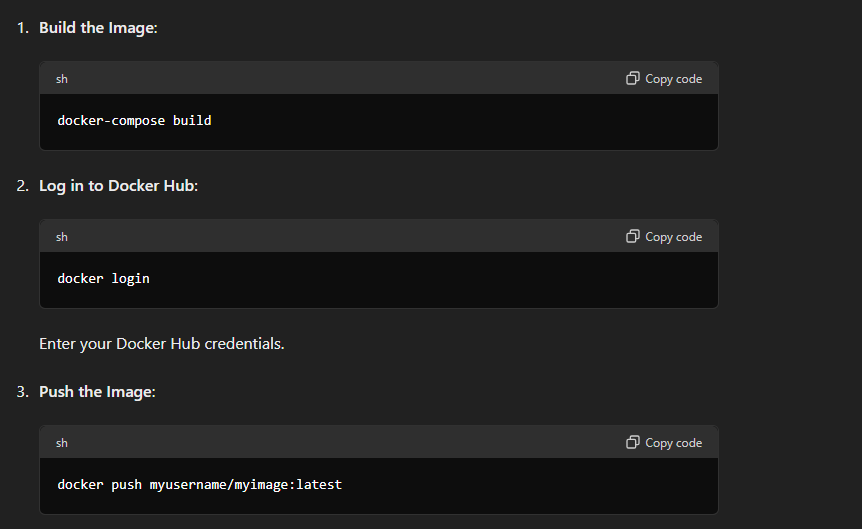 1. Build the Image:
sh Copy code
docker-compose build
2. Log in to Docker Hub:
sh Copy code
docker login
Enter your Docker Hub credentials.
3. Push the Image:
sh Copy code
docker push myusername/myimage:latest